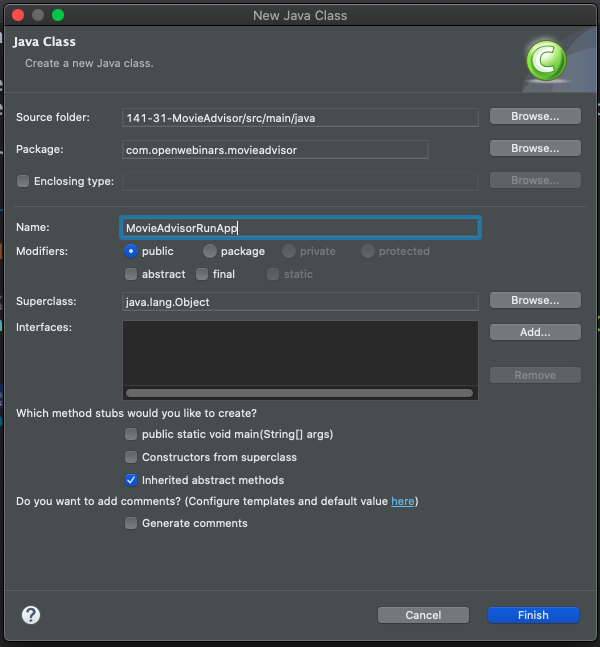 New Java Class
Java Class
Create a new Java class.
C
Source folder: 141-31-MovieAdvisor/src/main/java Browse...
Package: com.openwebinars.movieadvisor Browse...
Enclosing type: Browse...
Name: MovieAdvisorRunApp
Modifiers: public package private protected
abstract final static
Superclass: java.lang.Object Browse...
Interfaces: Add...
Remove
Which method stubs would you like to create?
public static void main(String[] args)
Constructors from superclass
Inherited abstract methods
Do you want to add comments? (Configure templates and default value here)
Generate comments
? Cancel Finish